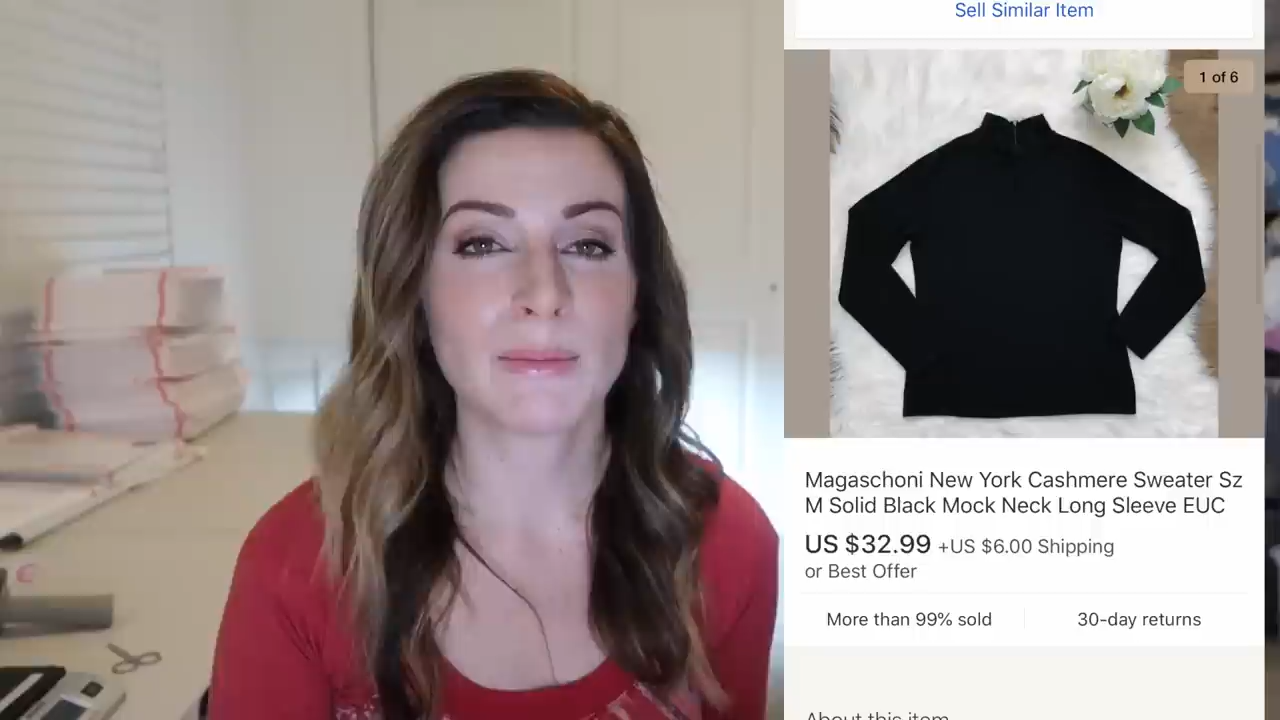 Sell Similar Item
1 of 6
Magaschoni New York Cashmere Sweater Sz
M Solid Black Mock Neck Long Sleeve EUC
US $32.99 +US $6.00 Shipping
or Best Offer
More than 99% sold
30-day returns
About this item